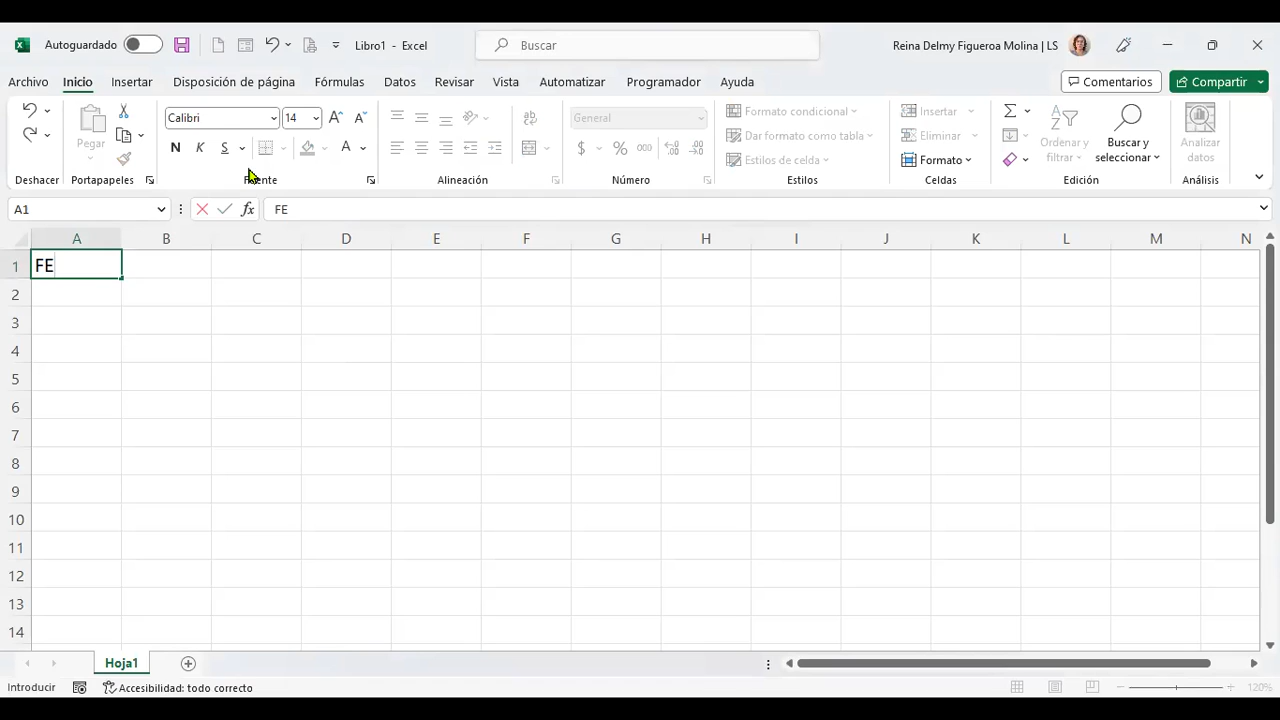 Autoguardado Libro1 - Excel Buscar Reina Delmy Figueroa Molina | LS
Archivo Inicio Insertar Disposición de página Fórmulas Datos Revisar Vista Automatizar Programador Ayuda Comentarios Compartir
Pegar Calibri 14 General Formato condicional Insertar
N K S A $ % 000 Dar formato como tabla Eliminar Ordenar y filtrar Buscar y seleccionar Analizar datos
Estilos de celda Formato
Deshacer Portapapeles Fuente Alineación Número Estilos Celdas Edición Análisis
A1 fx FE
A B C D E F G H I J K L M N
1 FE
2
3
4
5
6
7
8
9
10
11
12
13
14
Hoja1
Introducir Accesibilidad: todo correcto 120%